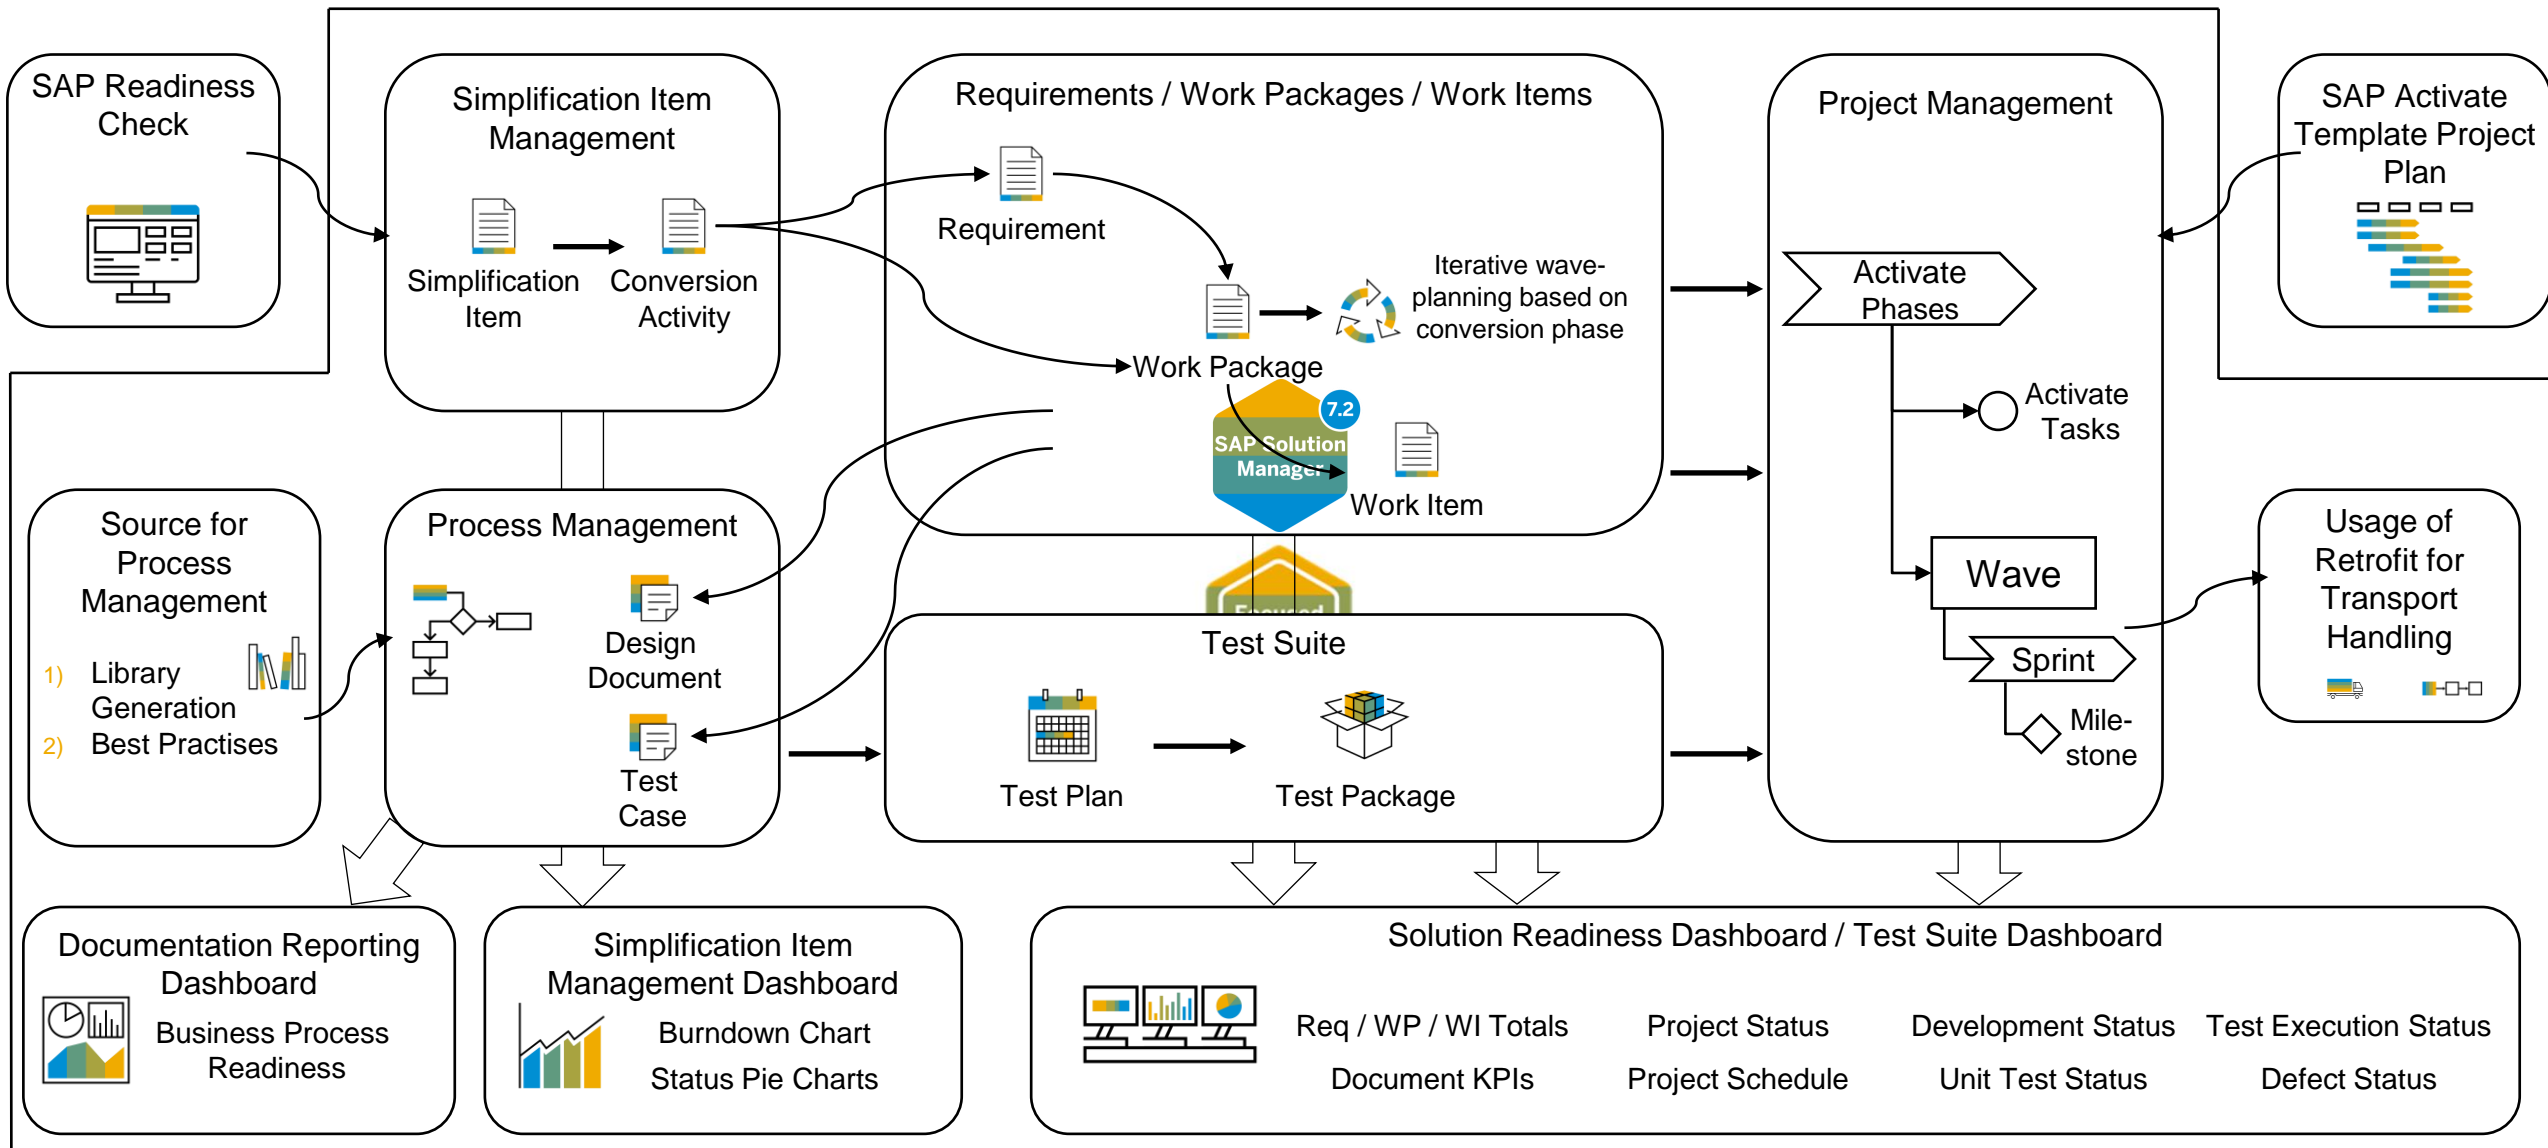 SAP Readiness
Check
Simplification Item
Management
Simplification
Item
Conversion
Activity
Requirements / Work Packages / Work Items
Requirement
Iterative wave-
planning based on
conversion phase
Work Package
7.2
SAP Solution
Manager
Work Item
Project Management
Activate
Phases
Activate
Tasks
Wave
Sprint
Mile-
stone
SAP Activate
Template Project
Plan
Source for
Process
Management
1) Library
Generation
2) Best Practises
Process Management
Design
Document
Test
Case
Focused
Test Suite
Test Plan
Test Package
Usage of
Retrofit for
Transport
Handling
Documentation Reporting
Dashboard
Business Process
Readiness
Simplification Item
Management Dashboard
Burndown Chart
Status Pie Charts
Solution Readiness Dashboard / Test Suite Dashboard
Req / WP / WI Totals
Project Status
Development Status
Test Execution Status
Document KPIs
Project Schedule
Unit Test Status
Defect Status